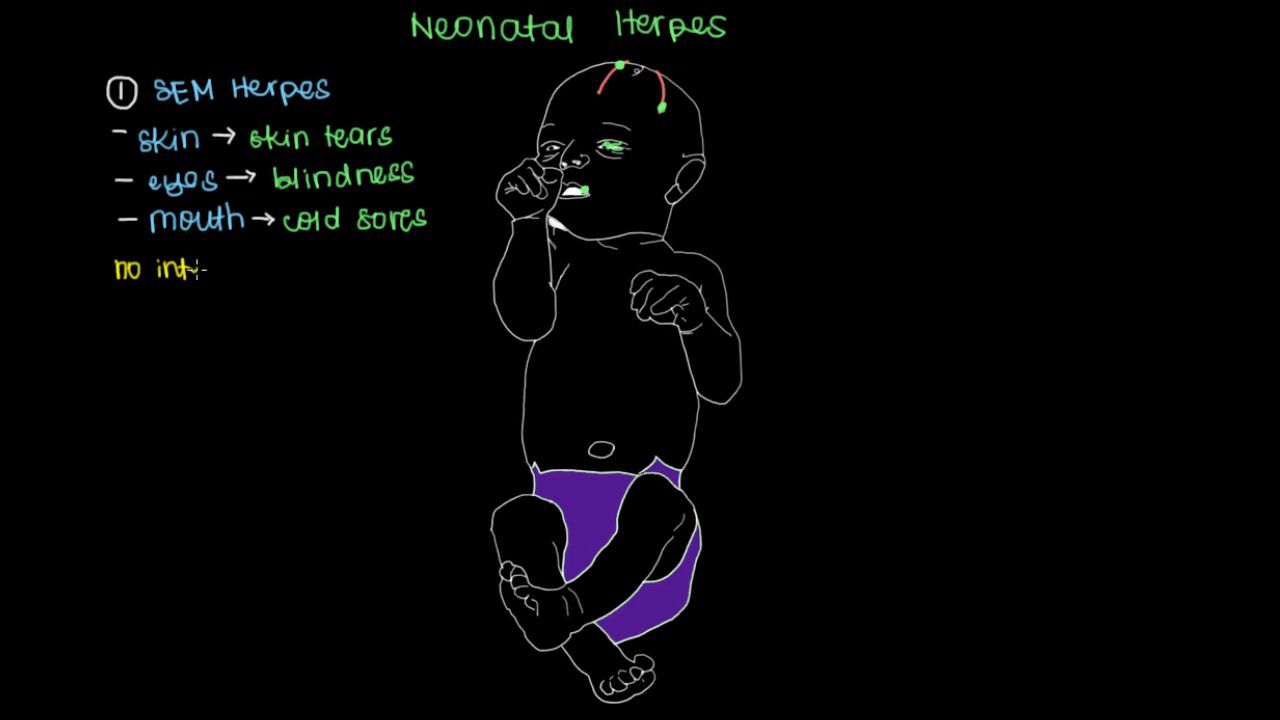 Neonatal Herpes
① SEM Herpes
- skin → skin tears
- eyes → blindness
- mouth → cold sores
no int